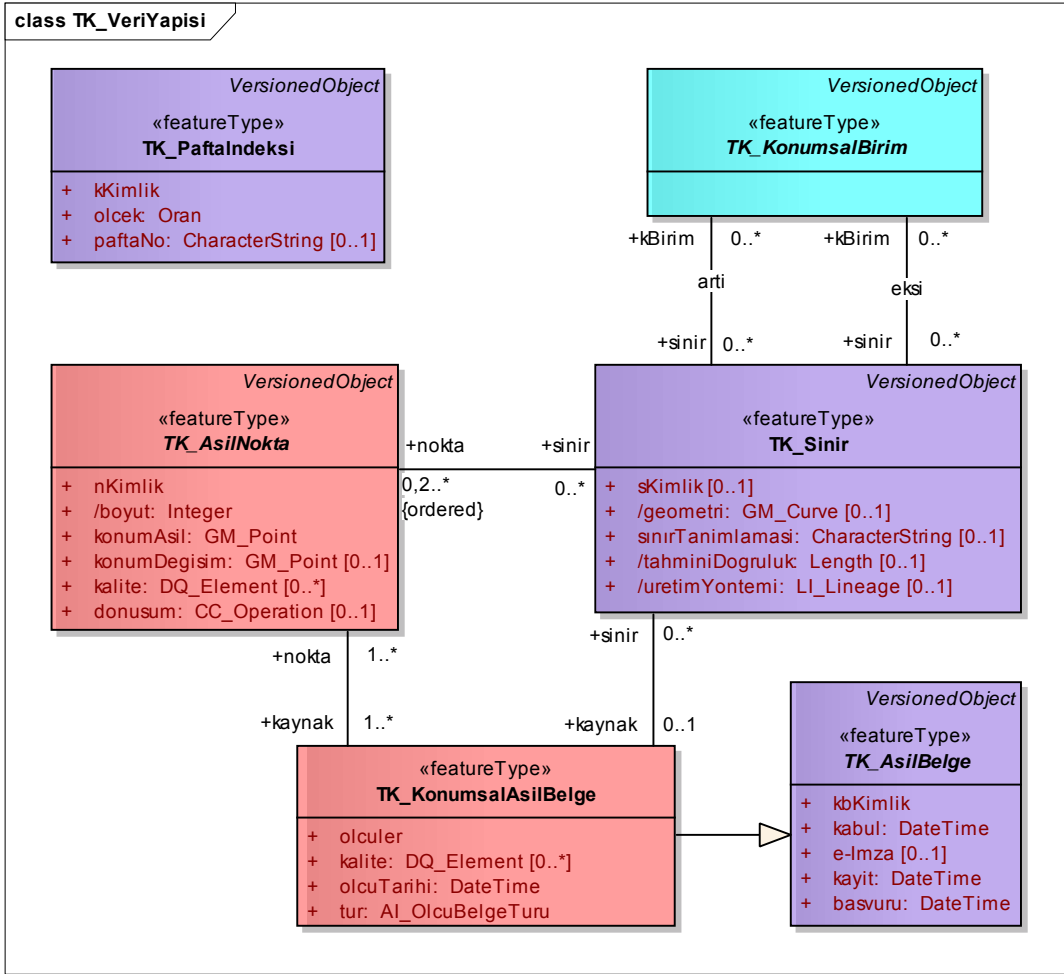 class TK_VeriYapisi
VersionedObject
«featureType»
TK_PaftaIndeksi
+ kKimlik
+ olcek: Oran
+ paftaNo: CharacterString [0..1]
VersionedObject
«featureType»
TK_KonumsalBirim
+kBirim 0..*
+kBirim 0..*
arti
eksi
+sinir 0..*
+sinir 0..*
VersionedObject
«featureType»
TK_AsilNokta
+ nKimlik
+ /boyut: Integer
+ konumAsil: GM_Point
+ konumDegisim: GM_Point [0..1]
+ kalite: DQ_Element [0..*]
+ donusum: CC_Operation [0..1]
+nokta
0,2..*
{ordered}
+sinir
0..*
VersionedObject
«featureType»
TK_Sinir
+ sKimlik [0..1]
+ /geometri: GM_Curve [0..1]
+ sınırTanimlamasi: CharacterString [0..1]
+ /tahminiDogruluk: Length [0..1]
+ /uretimYontemi: LI_Lineage [0..1]
+nokta 1..*
+kaynak 1..*
+sinir 0..*
+kaynak 0..1
«featureType»
TK_KonumsalAsilBelge
+ olculer
+ kalite: DQ_Element [0..*]
+ olcuTarihi: DateTime
+ tur: AI_OlcuBelgeTuru
VersionedObject
«featureType»
TK_AsilBelge
+ kbKimlik
+ kabul: DateTime
+ e-Imza [0..1]
+ kayit: DateTime
+ basvuru: DateTime